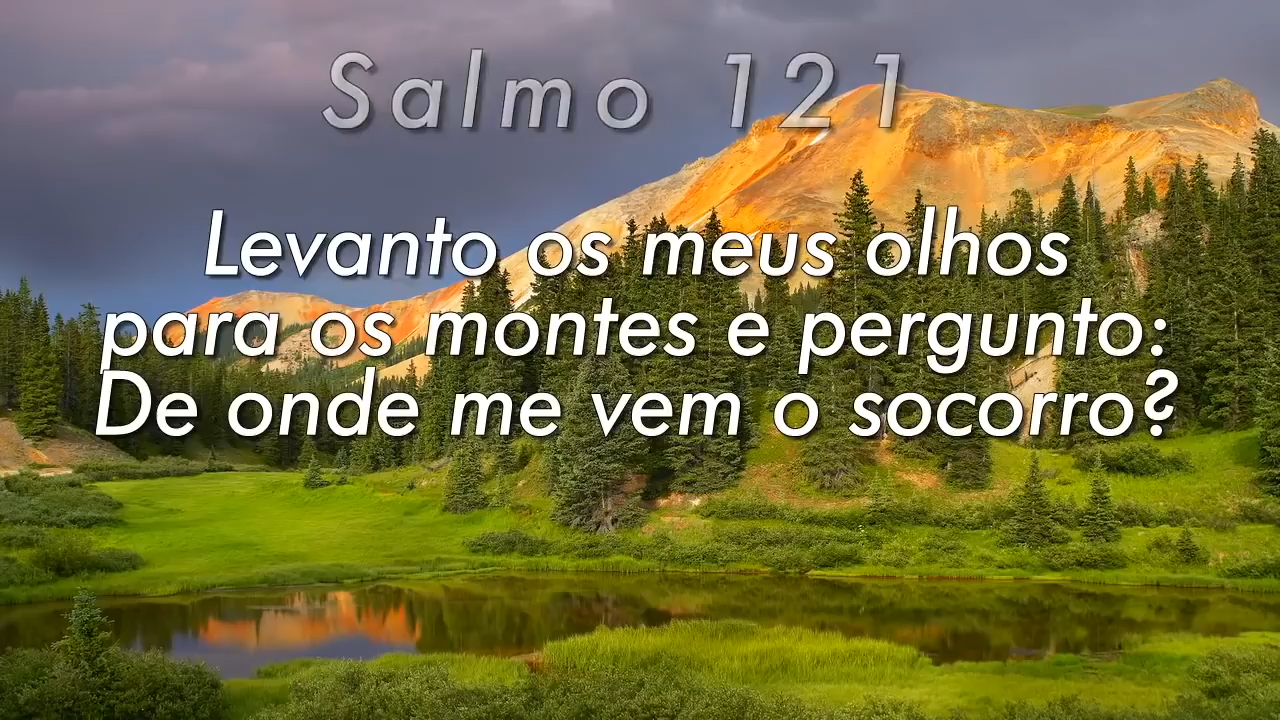 Salmo 121
Levanto os meus olhos
para os montes e pergunto:
De onde me vem o socorro?